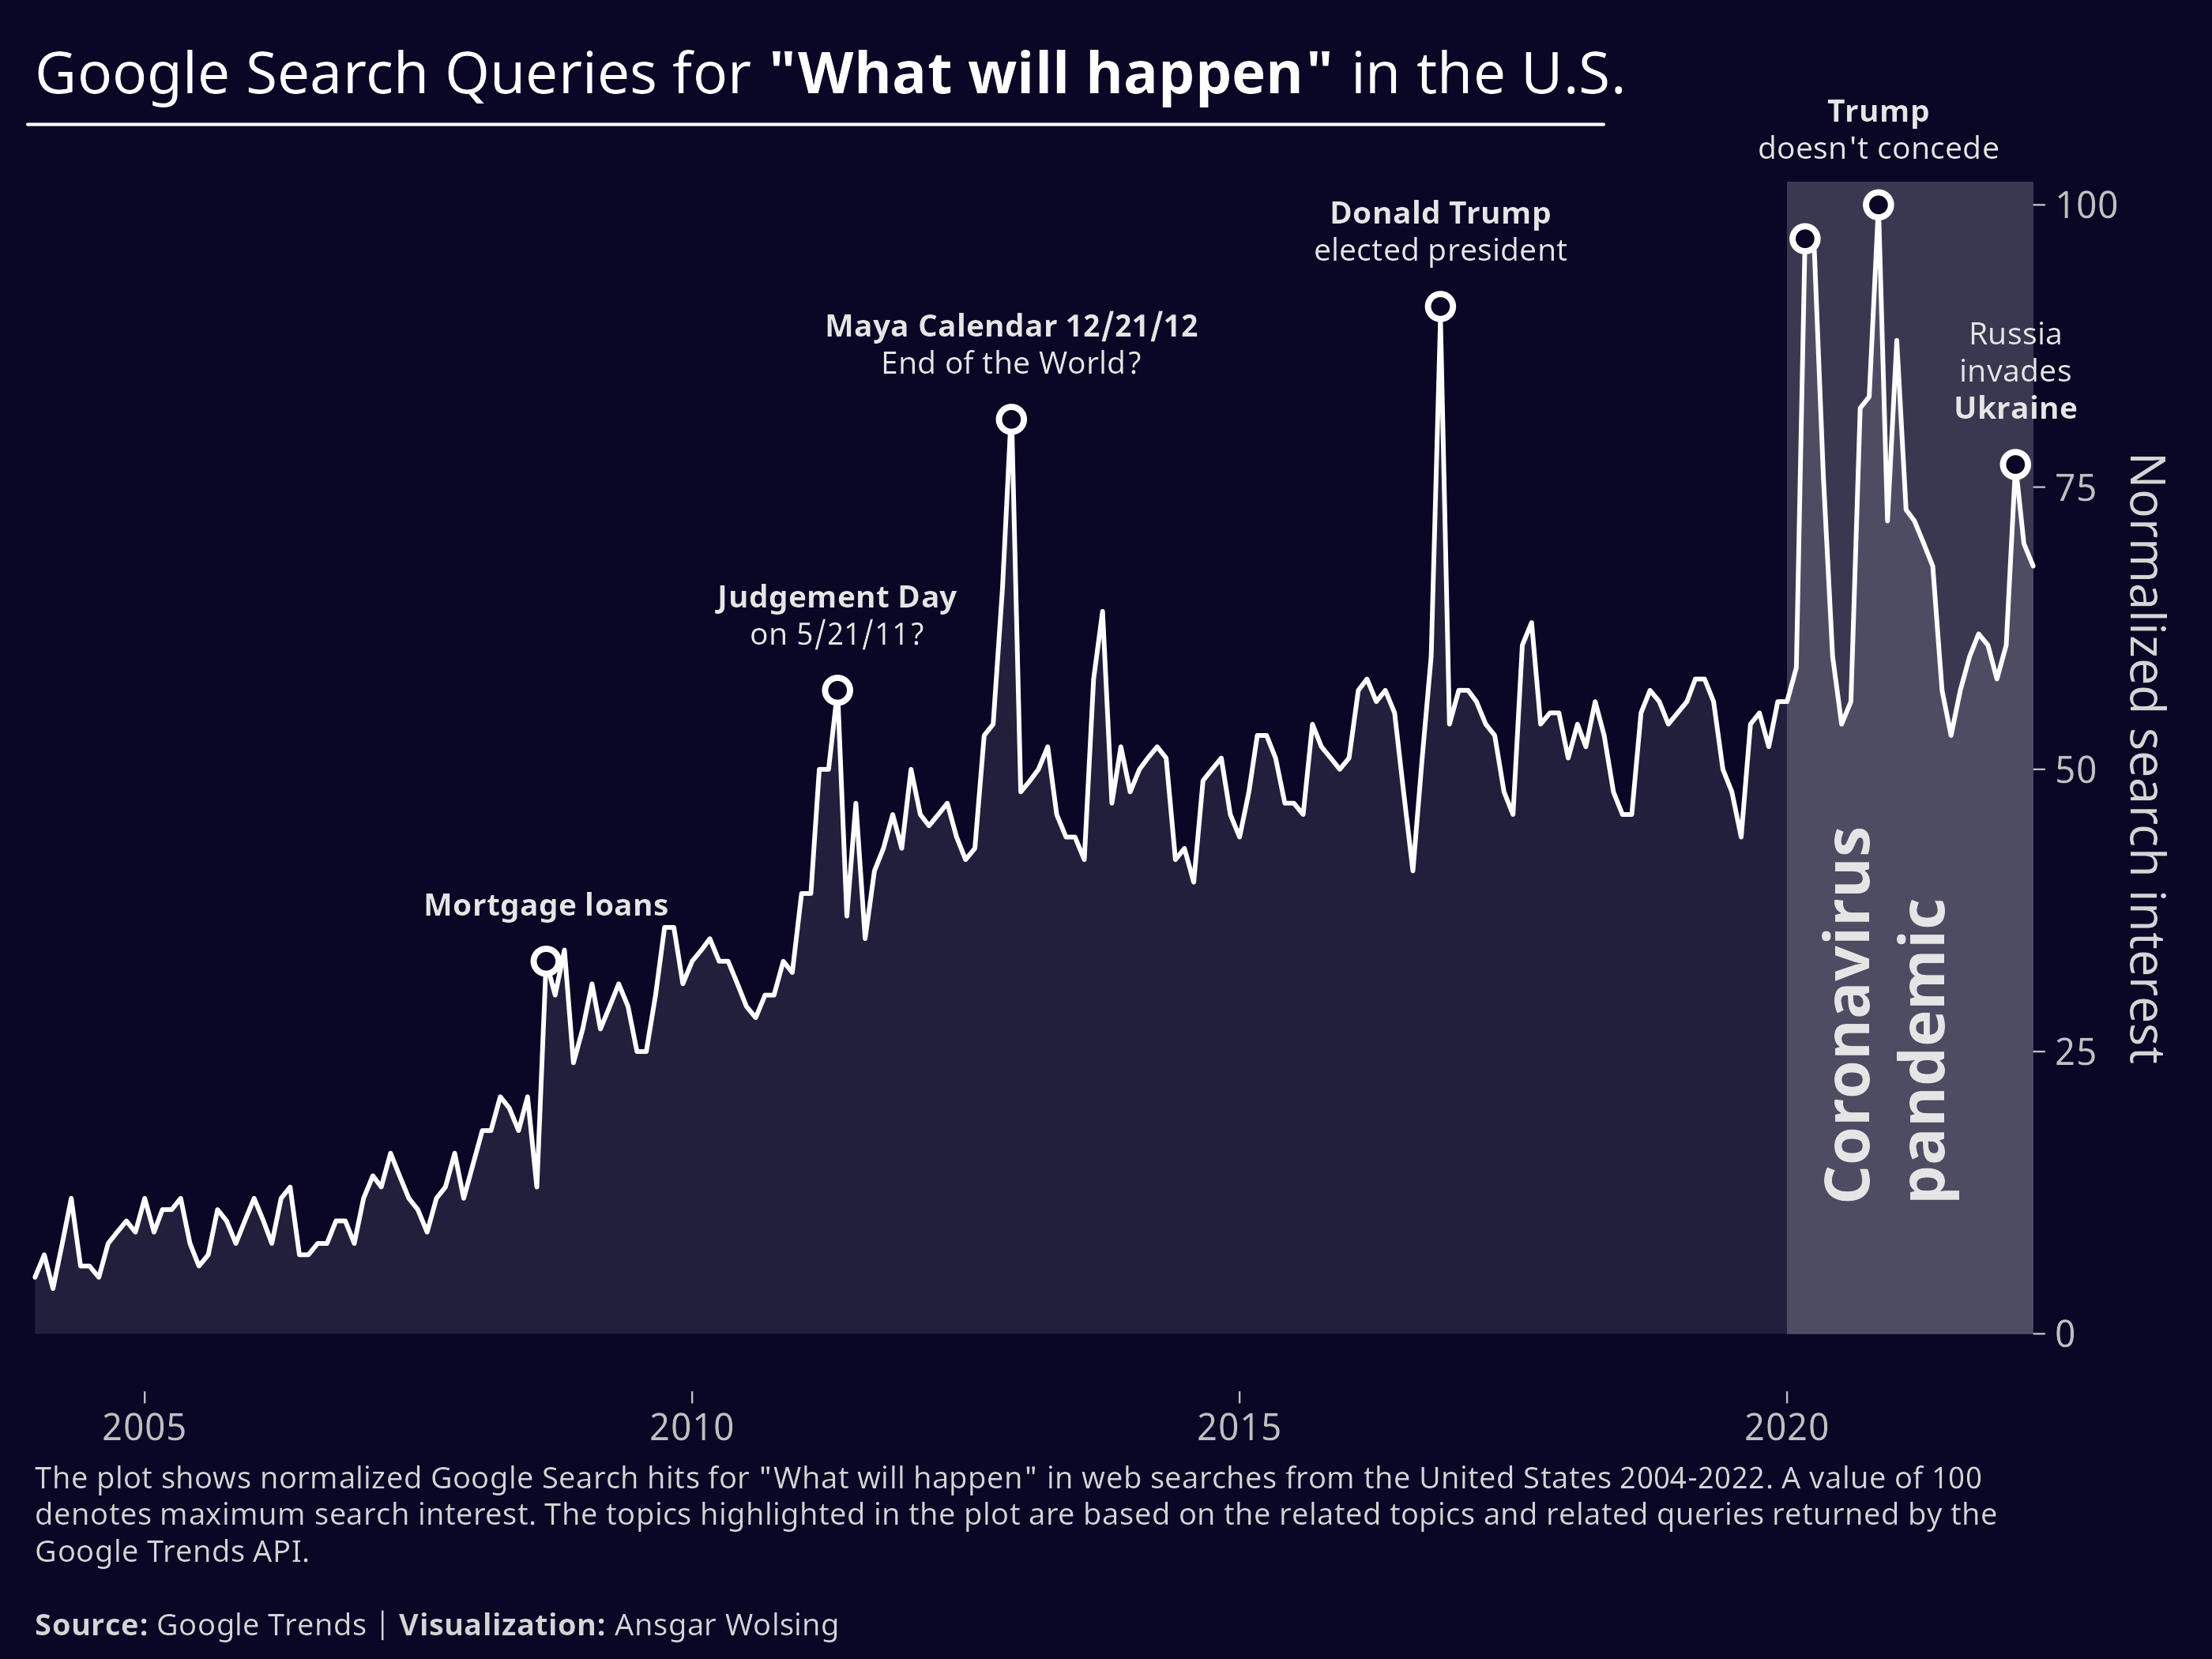 Google Search Queries for "What will happen" in the U.S.
Trump
doesn't concede
Donald Trump
elected president
Maya Calendar 12/21/12
End of the World?
Russia
invades
Ukraine
Judgement Day
on 5/21/11?
Mortgage loans
Coronavirus
pandemic
100
75
50
25
0
Normalized search interest
2005
2010
2015
2020
The plot shows normalized Google Search hits for "What will happen" in web searches from the United States 2004-2022. A value of 100
denotes maximum search interest. The topics highlighted in the plot are based on the related topics and related queries returned by the
Google Trends API.
Source: Google Trends | Visualization: Ansgar Wolsing